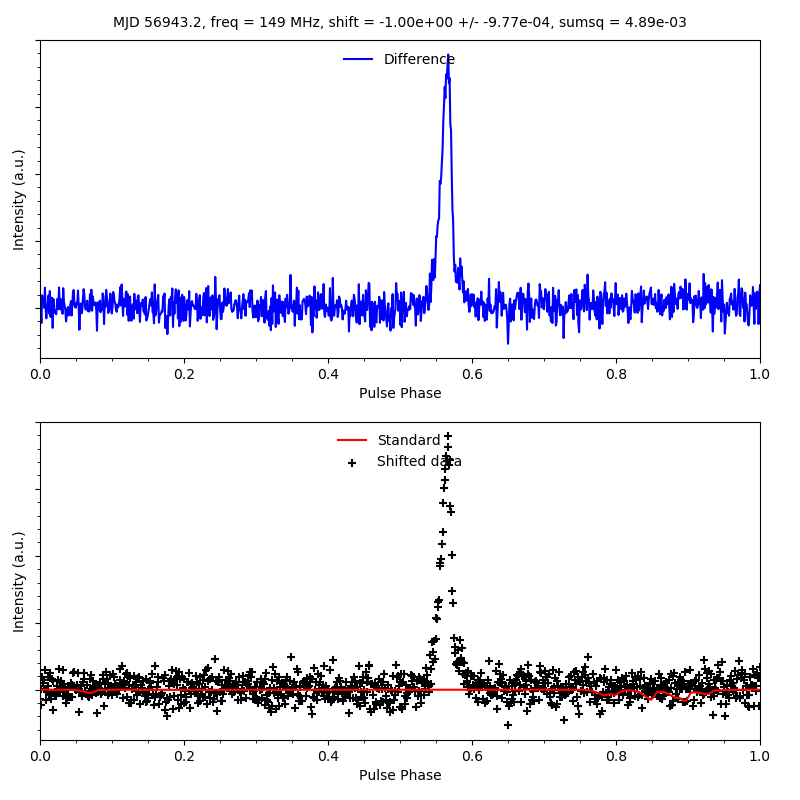 MJD 56943.2, freq = 149 MHz, shift = -1.00e+00 +/- -9.77e-04, sumsq = 4.89e-03
Difference
Intensity (a.u.)
0.0 0.2 0.4 0.6 0.8 1.0
Pulse Phase
Standard
Shifted data
Intensity (a.u.)
0.0 0.2 0.4 0.6 0.8 1.0
Pulse Phase